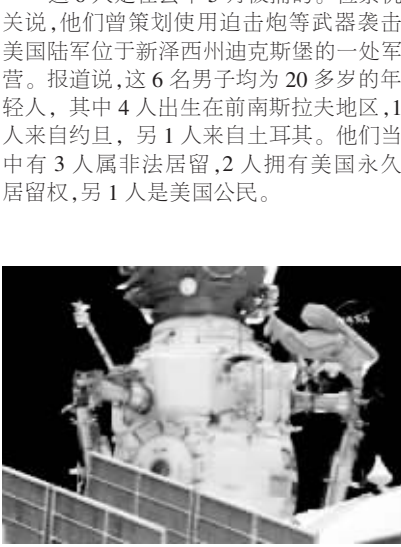 关说,他们曾策划使用迫击炮等武器袭击
美国陆军位于新泽西州迪克斯堡的一处军
营。报道说,这 6 名男子均为 20 多岁的年
轻人, 其中 4 人出生在前南斯拉夫地区,1
人来自约旦, 另 1 人来自土耳其。他们当
中有 3 人属非法居留,2 人拥有美国永久
居留权,另 1 人是美国公民。